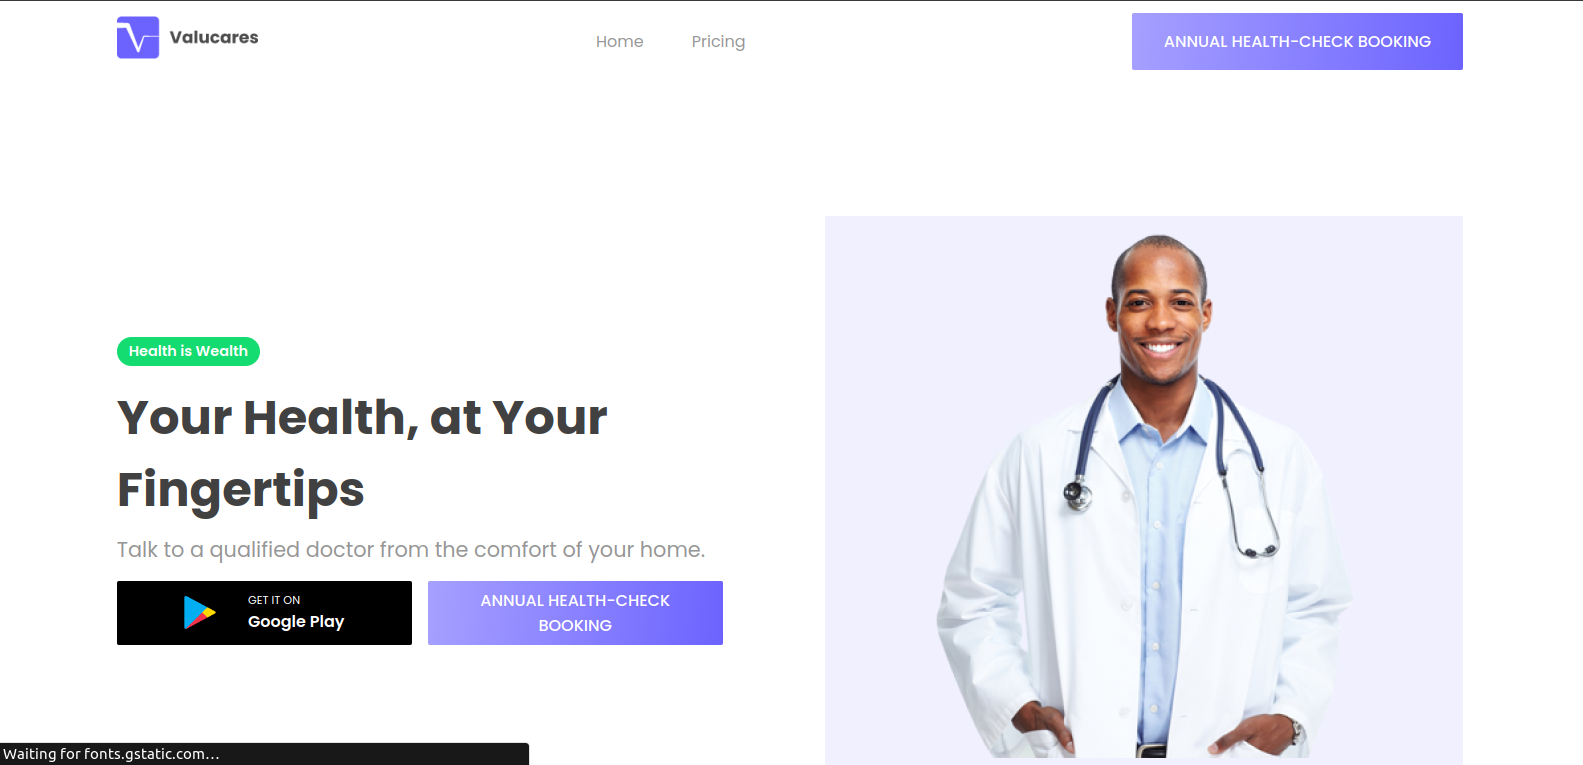 Valucares
Home
Pricing
ANNUAL HEALTH-CHECK BOOKING
Health is Wealth
Your Health, at Your
Fingertips
Talk to a qualified doctor from the comfort of your home.
GET IT ON
Google Play
ANNUAL HEALTH-CHECK
BOOKING
Waiting for fonts.gstatic.com…